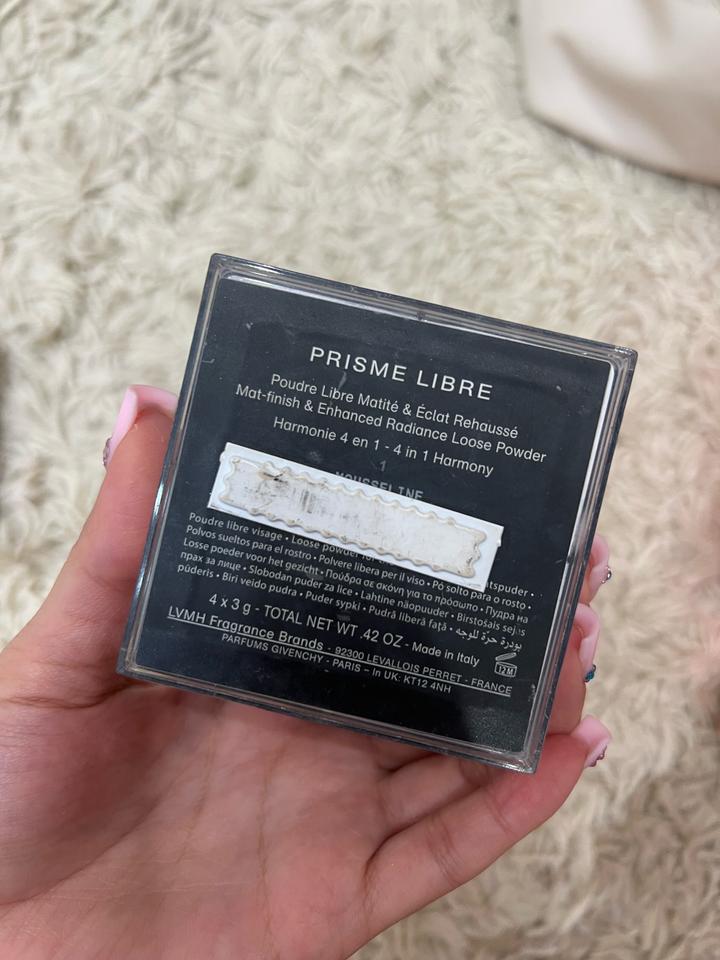 PRISME LIBRE
Poudre Libre Matité & Éclat Rehaussé
Mat-finish & Enhanced Radiance Loose Powder
Harmonie 4 en 1 - 4 in 1 Harmony
1
MOUSSELINE
Poudre libre visage • Loose powder for
Polvos sueltos para el rostro • Polvere libera per il viso • Pó solto para o rosto •
Losse poeder voor het gezicht • Πούδρα σε σκόνη για το πρόσωπο • Пудра на
прах за лице • Slobodan puder za lice • Lahtine näopuuder • Birstošais sejas
pūderis • Biri veido pudra • Puder sypki • Pudră liberă faţă • بودرة حرّة للوجه
4 x 3 g - TOTAL NET WT .42 OZ - Made in Italy
12M
LVMH Fragrance Brands - 92300 LEVALLOIS PERRET - FRANCE
PARFUMS GIVENCHY - PARIS – In UK: KT12 4NH